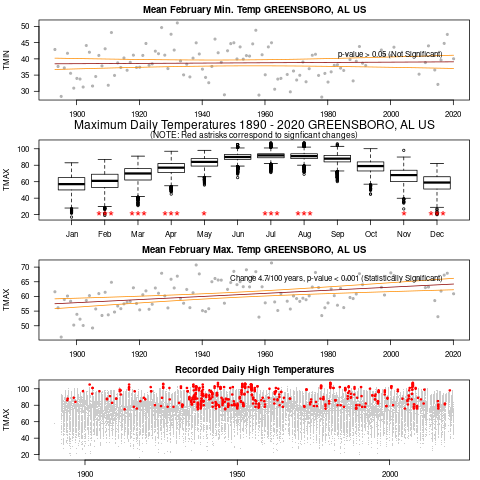 Mean February Min. Temp GREENSBORO, AL US
p-value > 0.05 (Not Significant)
TMIN
50
45
40
35
30
1900 1920 1940 1960 1980 2000 2020
Maximum Daily Temperatures 1890 - 2020 GREENSBORO, AL US
(NOTE: Red astrisks correspond to signficant changes)
TMAX
100
80
60
40
20
*** *** *** * *** *** * ***
Jan Feb Mar Apr May Jun Jul Aug Sep Oct Nov Dec
Mean February Max. Temp GREENSBORO, AL US
Change 4.7/100 years, p-value < 0.001 (Statistically Significant)
TMAX
70
65
60
55
50
1900 1920 1940 1960 1980 2000 2020
Recorded Daily High Temperatures
TMAX
100
80
60
40
20
1900 1950 2000